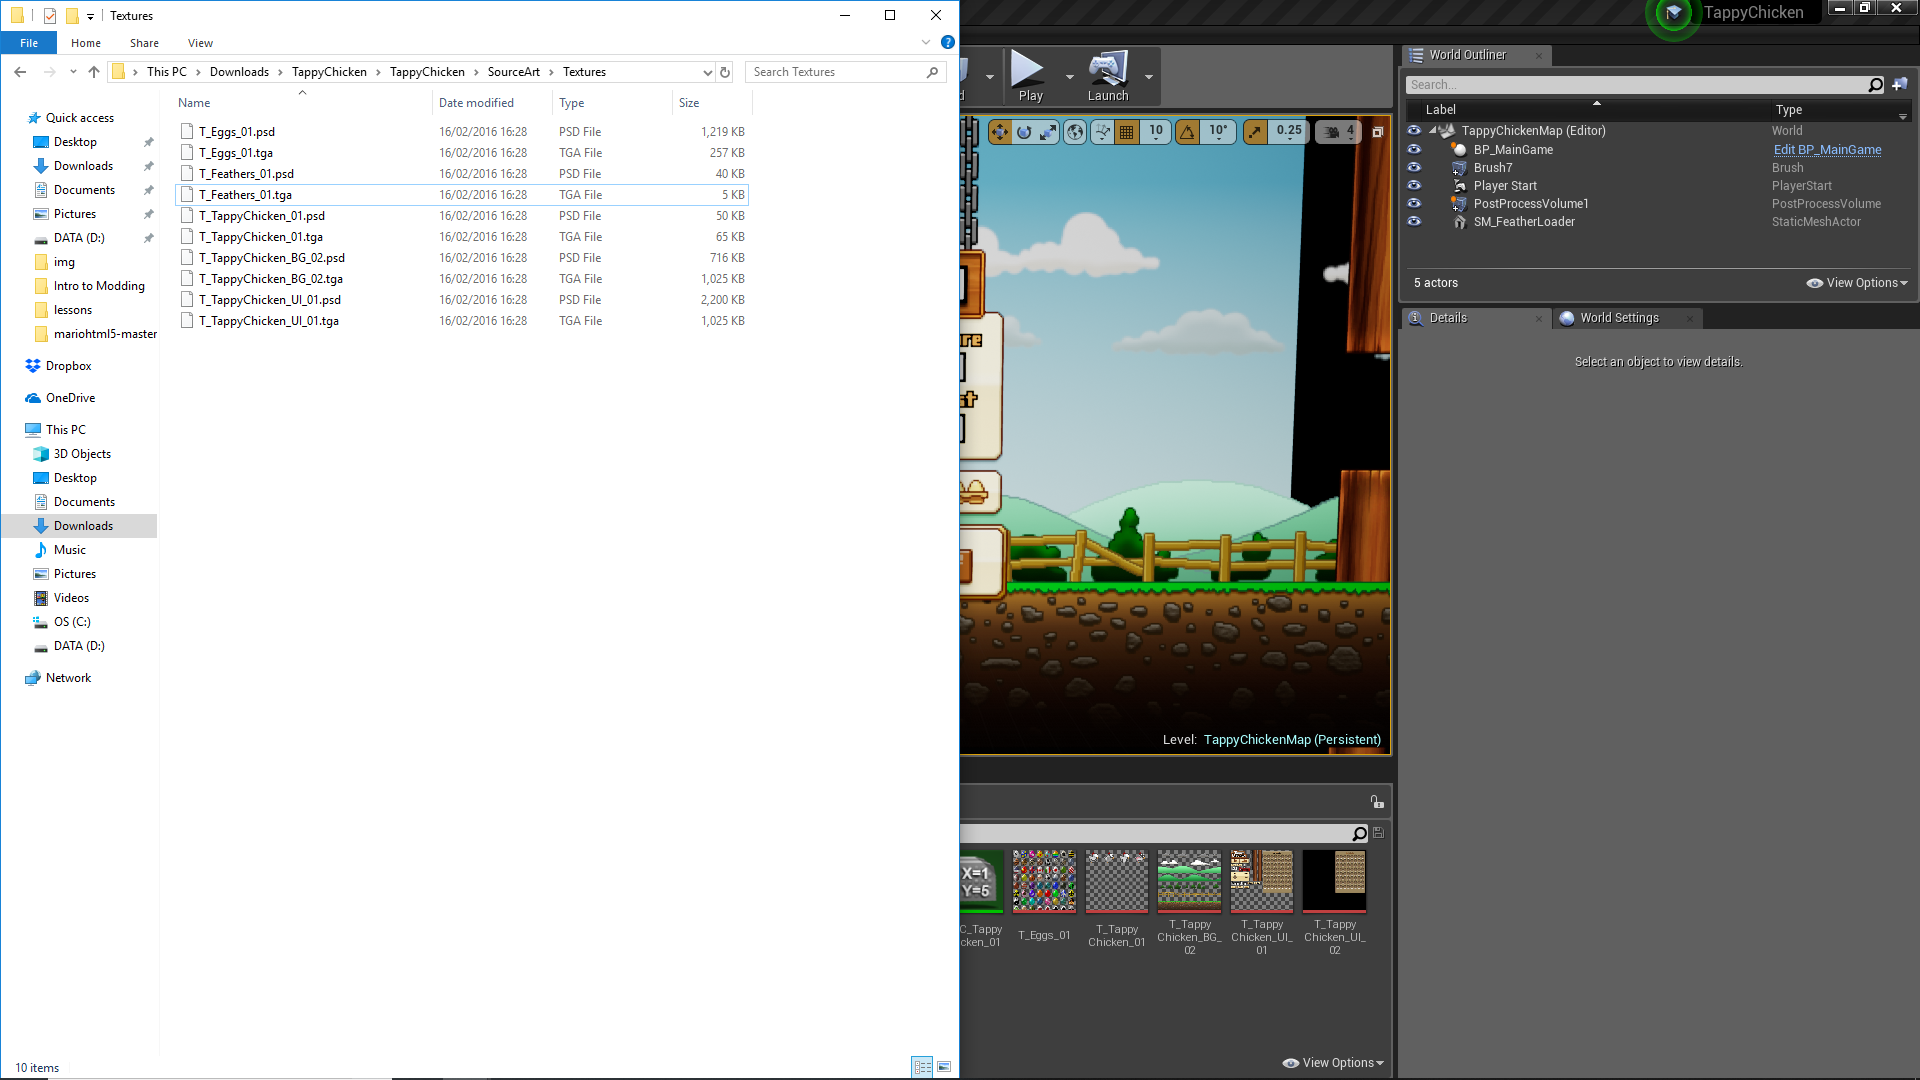 Textures
File Home Share View
This PC Downloads TappyChicken TappyChicken SourceArt Textures
Search Textures
Name Date modified Type Size
T_Eggs_01.psd 16/02/2016 16:28 PSD File 1,219 KB
T_Eggs_01.tga 16/02/2016 16:28 TGA File 257 KB
T_Feathers_01.psd 16/02/2016 16:28 PSD File 40 KB
T_Feathers_01.tga 16/02/2016 16:28 TGA File 5 KB
T_TappyChicken_01.psd 16/02/2016 16:28 PSD File 50 KB
T_TappyChicken_01.tga 16/02/2016 16:28 TGA File 65 KB
T_TappyChicken_BG_02.psd 16/02/2016 16:28 PSD File 716 KB
T_TappyChicken_BG_02.tga 16/02/2016 16:28 TGA File 1,025 KB
T_TappyChicken_UI_01.psd 16/02/2016 16:28 PSD File 2,200 KB
T_TappyChicken_UI_01.tga 16/02/2016 16:28 TGA File 1,025 KB
Quick access
Desktop
Downloads
Documents
Pictures
DATA (D:)
img
Intro to Modding
lessons
mariohtml5-master
Dropbox
OneDrive
This PC
3D Objects
Desktop
Documents
Downloads
Music
Pictures
Videos
OS (C:)
DATA (D:)
Network
10 items
TappyChicken
d
Play
Launch
10 10° 0.25 4
re
st
Level: TappyChickenMap (Persistent)
X=1
Y=5
C_Tappy
cken_01
T_Eggs_01
T_Tappy
Chicken_01
T_Tappy
Chicken_BG_
02
T_Tappy
Chicken_UI_
01
T_Tappy
Chicken_UI_
02
View Options
World Outliner
Search...
Label Type
TappyChickenMap (Editor) World
BP_MainGame Edit BP_MainGame
Brush7 Brush
Player Start PlayerStart
PostProcessVolume1 PostProcessVolume
SM_FeatherLoader StaticMeshActor
5 actors
View Options
Details
World Settings
Select an object to view details.